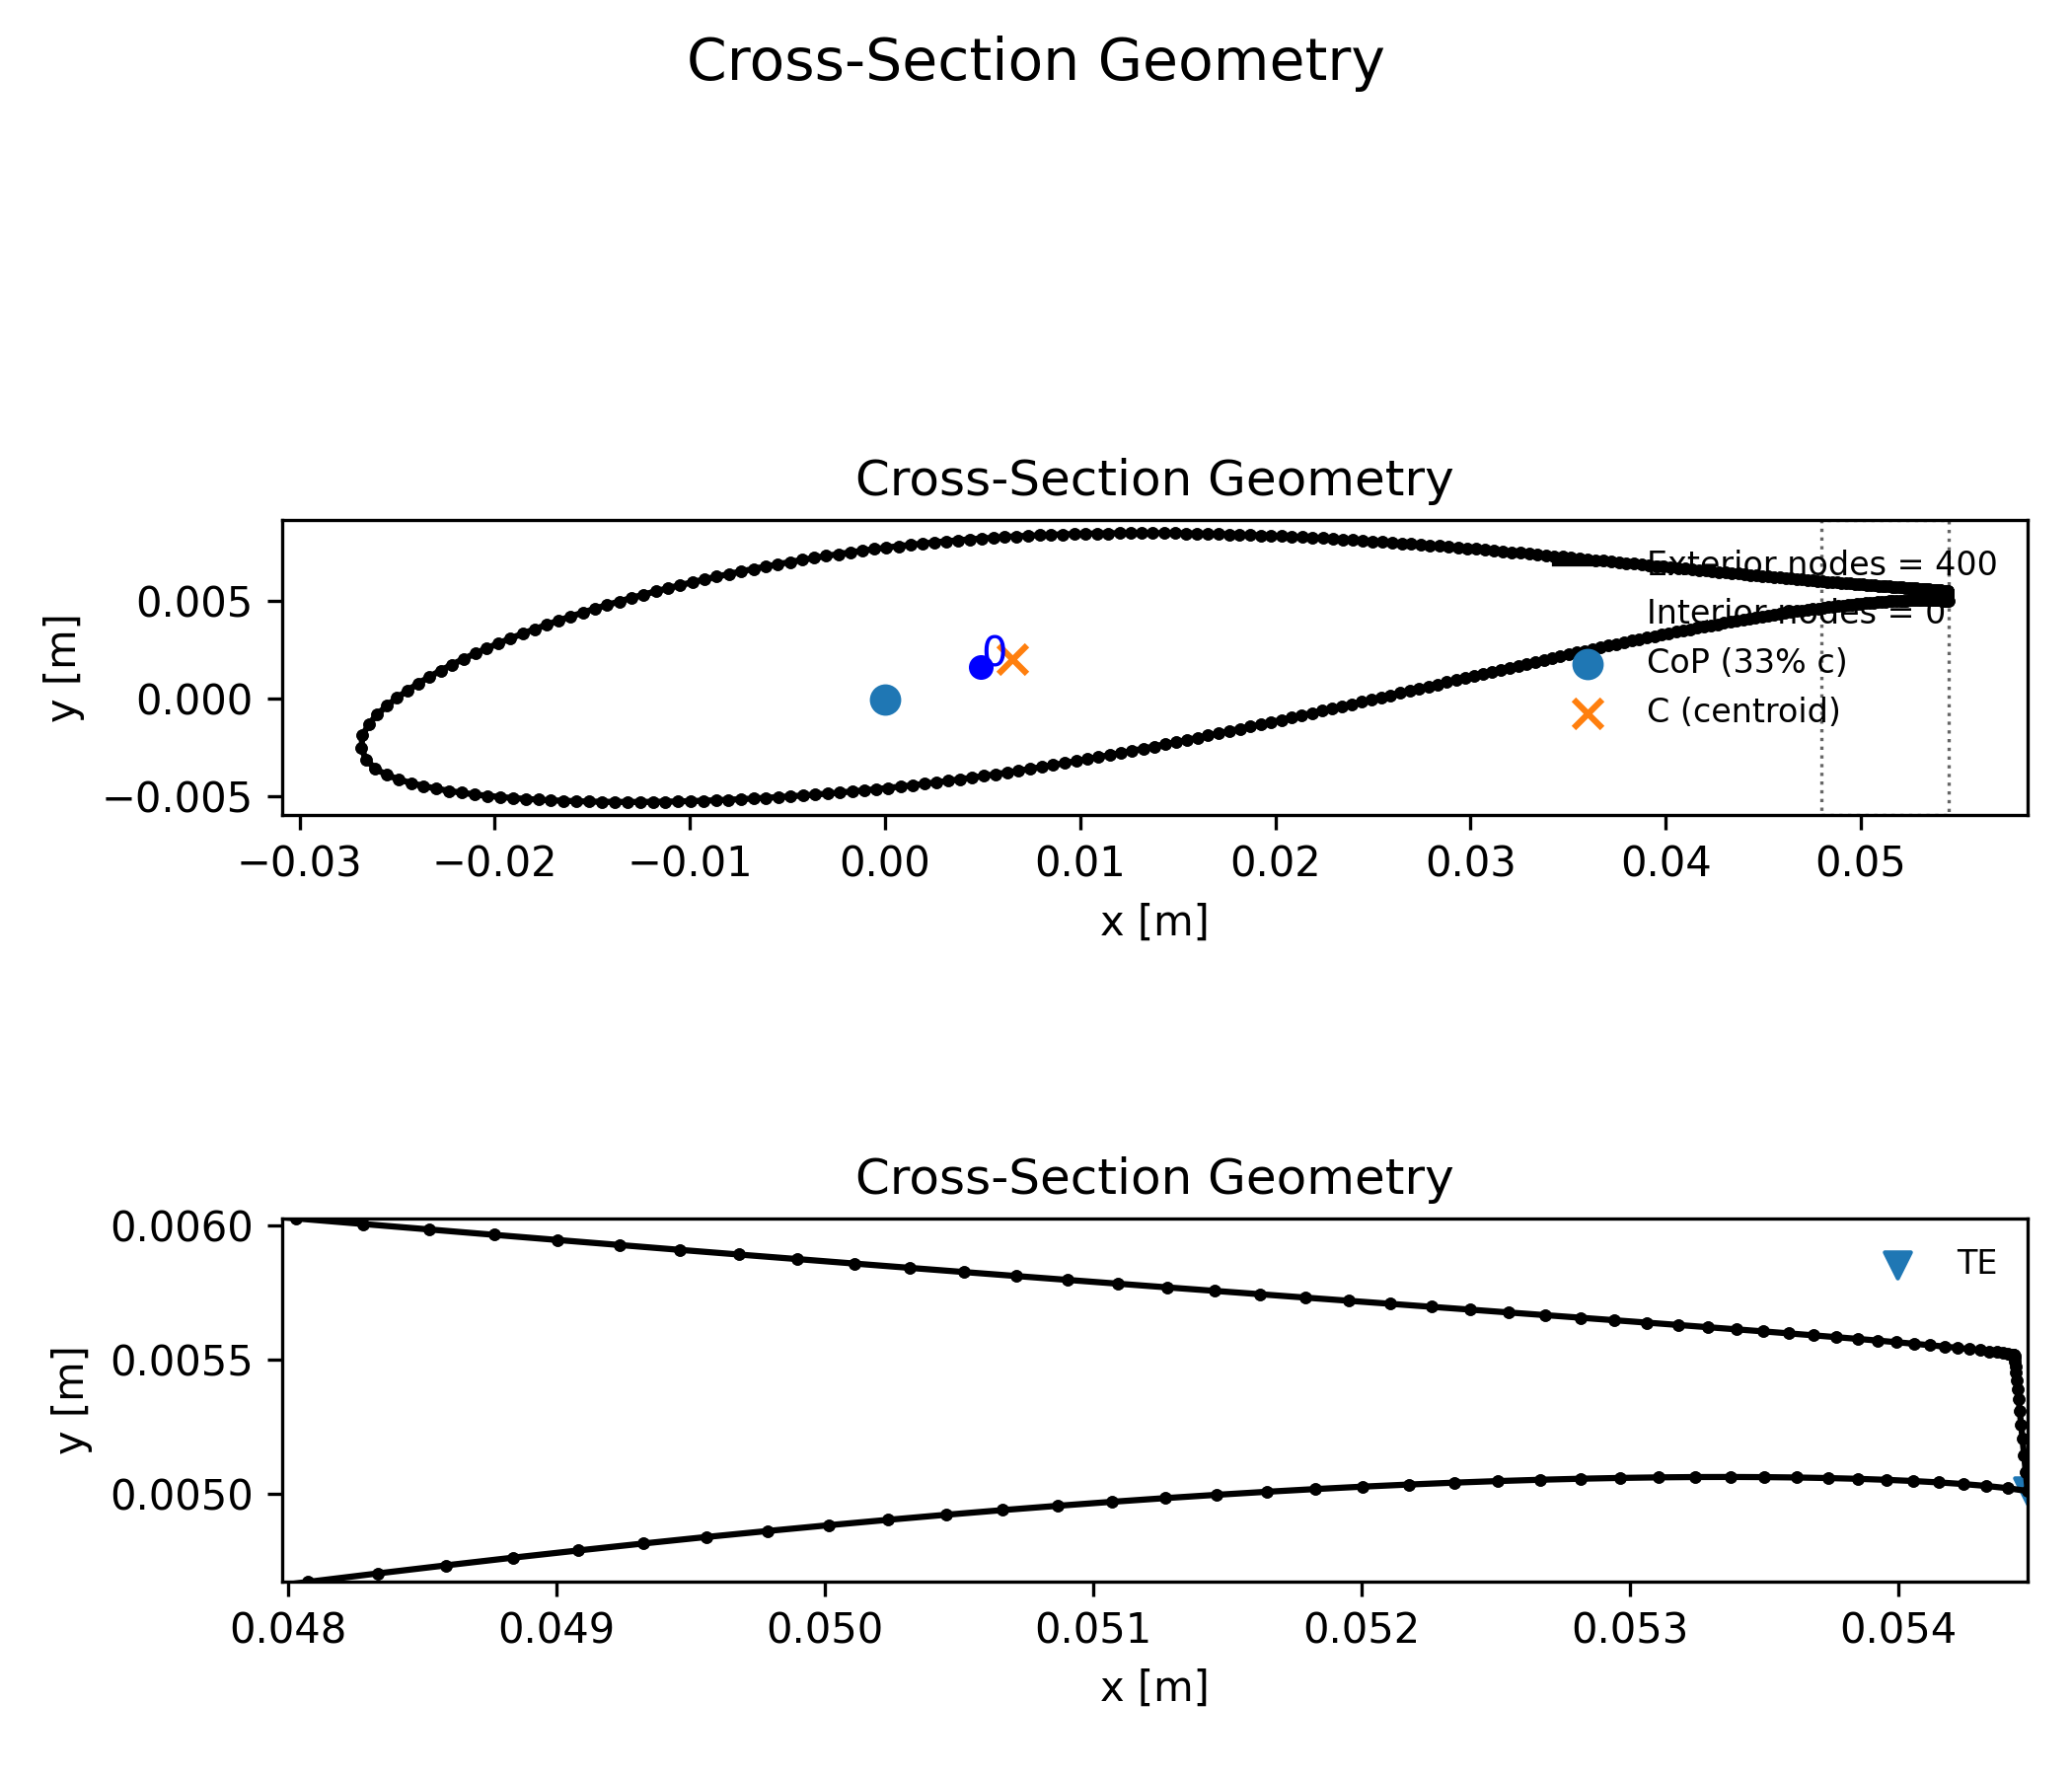 Cross-Section Geometry
Cross-Section Geometry
y [m]
0.005
0.000
−0.005
0
Exterior nodes = 400
Interior nodes = 0
CoP (33% c)
C (centroid)
−0.03 −0.02 −0.01 0.00 0.01 0.02 0.03 0.04 0.05
x [m]
Cross-Section Geometry
y [m]
0.0060
0.0055
0.0050
TE
0.048 0.049 0.050 0.051 0.052 0.053 0.054
x [m]